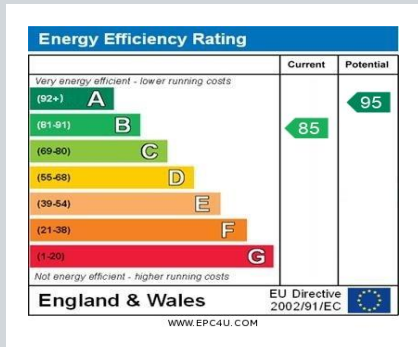 Energy Efficiency Rating
Current Potential
Very energy efficient - lower running costs
(92+) A 95
(81-91) B 85
(69-80) C
(55-68) D
(39-54) E
(21-38) F
(1-20) G
Not energy efficient - higher running costs
England & Wales
EU Directive
2002/91/EC
WWW.EPC4U.COM